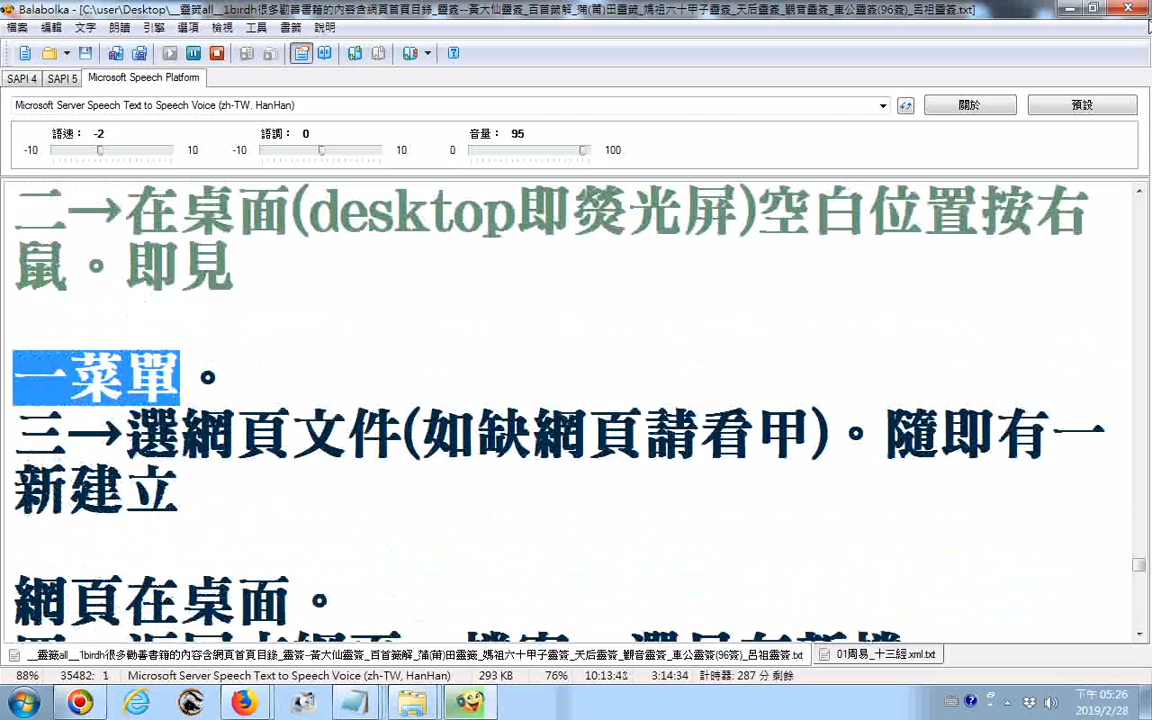 Balabolka - [C:\user\Desktop\__靈籤all__1birdh很多勸善書籍的內容含網頁首頁目錄_靈簽--黃大仙靈簽_百首籤解_蒲(莆)田靈籤_媽祖六十甲子靈簽_天后靈籤_觀音靈籤_車公靈簽(96簽)_呂祖靈簽.txt]
檔案 編輯 文字 朗讀 引擎 選項 檢視 工具 書籤 說明
SAPI 4 SAPI 5 Microsoft Speech Platform
Microsoft Server Speech Text to Speech Voice (zh-TW, HanHan) 關於 預設
語速： -2 語調： 0 音量： 95
-10 10 -10 10 0 100
二→在桌面(desktop即熒光屏)空白位置按右
鼠。即見
一菜單。
三→選網頁文件(如缺網頁請看甲)。隨即有一
新建立
網頁在桌面。
__靈籤all__1birdh很多勸善書籍的內容含網頁首頁目錄_靈簽--黃大仙靈簽_百首籤解_蒲(莆)田靈籤_媽祖六十甲子靈簽_天后靈籤_觀音靈籤_車公靈簽(96簽)_呂祖靈簽.txt 01周易_十三經.xml.txt
88% 35482: 1 Microsoft Server Speech Text to Speech Voice (zh-TW, HanHan) 293 KB 76% 10:13:41 3:14:34 計時器: 287 分 剩餘
下午 05:26
2019/2/28